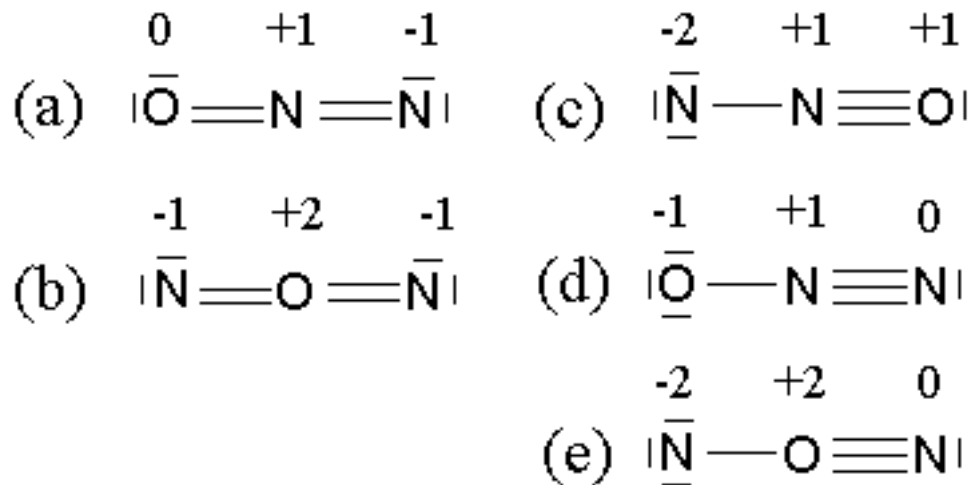 0 +1 -1
(a) O N N
-1 +2 -1
(b) N O N
-2 +1 +1
(c) N N O
-1 +1 0
(d) O N N
-2 +2 0
(e) N O N